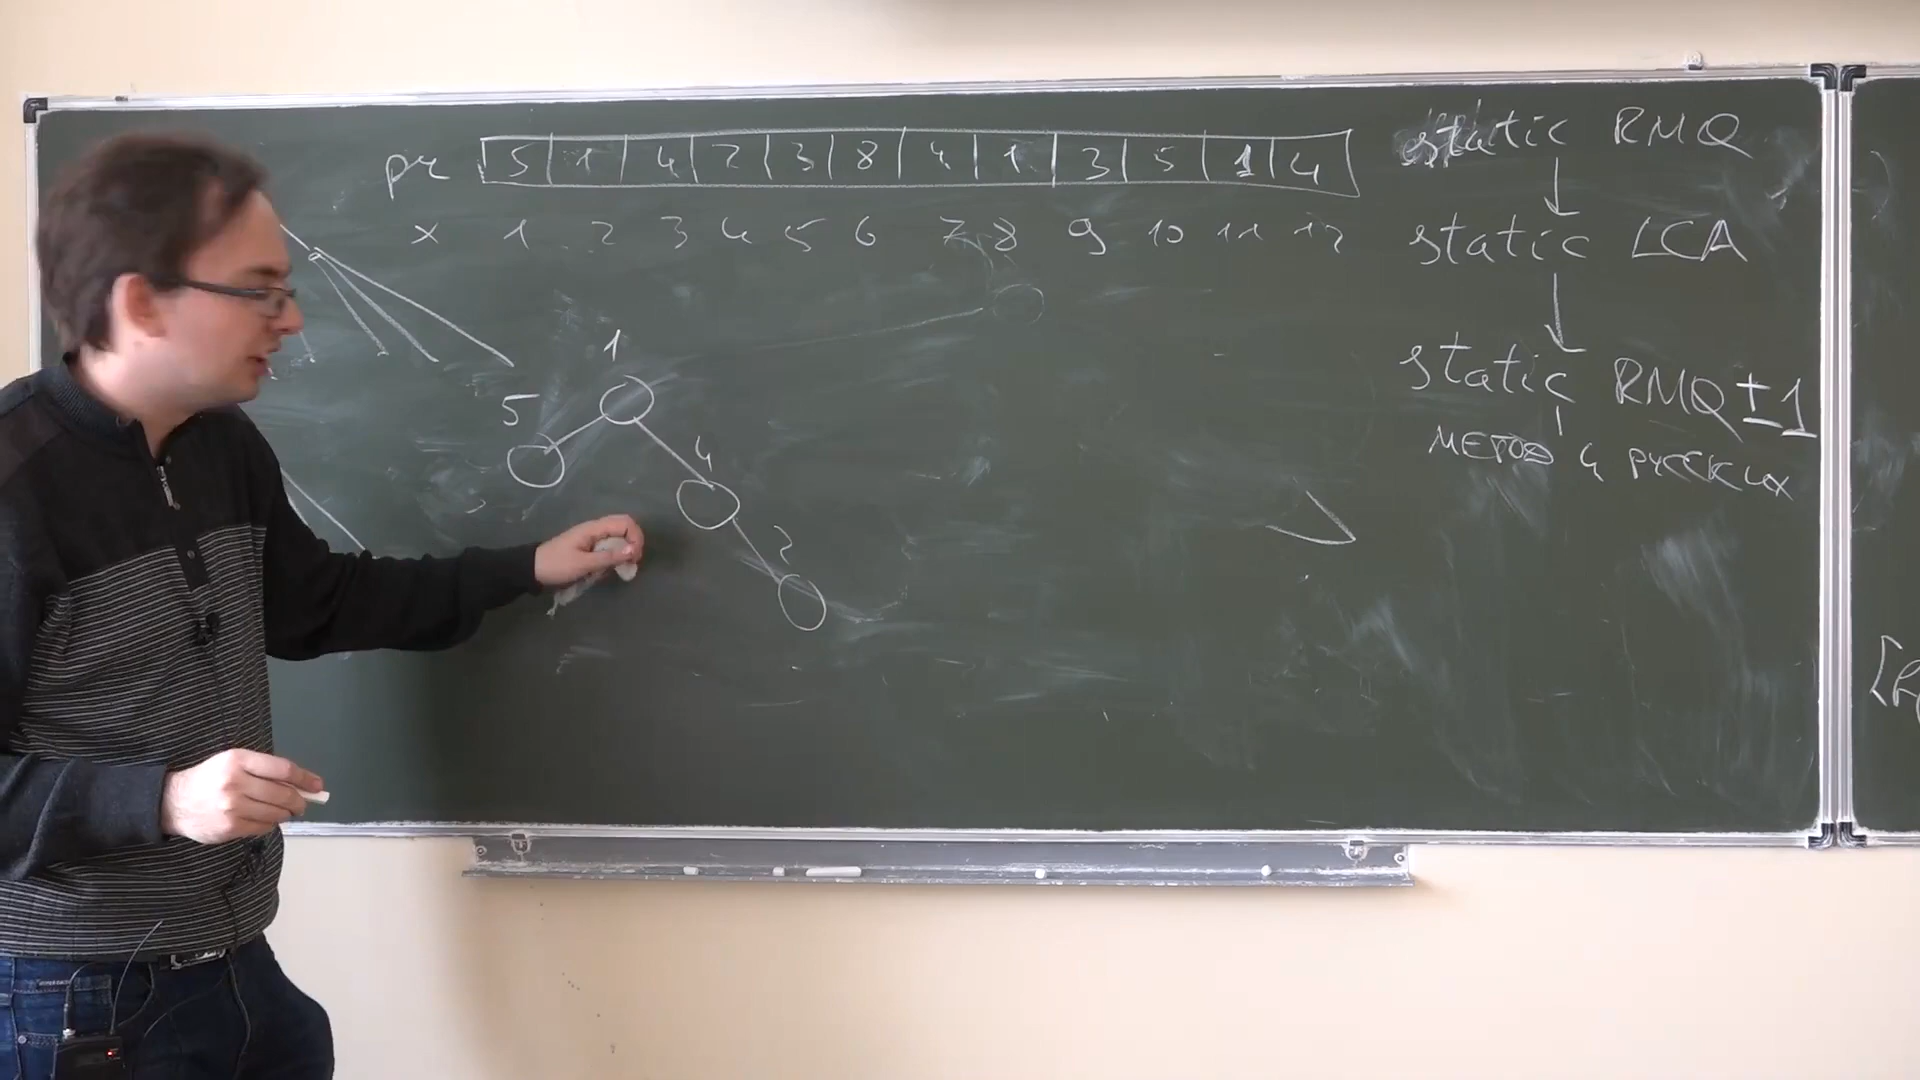 pr 5 1 4 2 3 8 4 1 3 5 1 4
x 1 2 3 4 5 6 7 8 9 10 11 12
static RMQ
static LCA
static RMQ ±1
МЕТОД 4 РУССКИХ
1
5
4
2